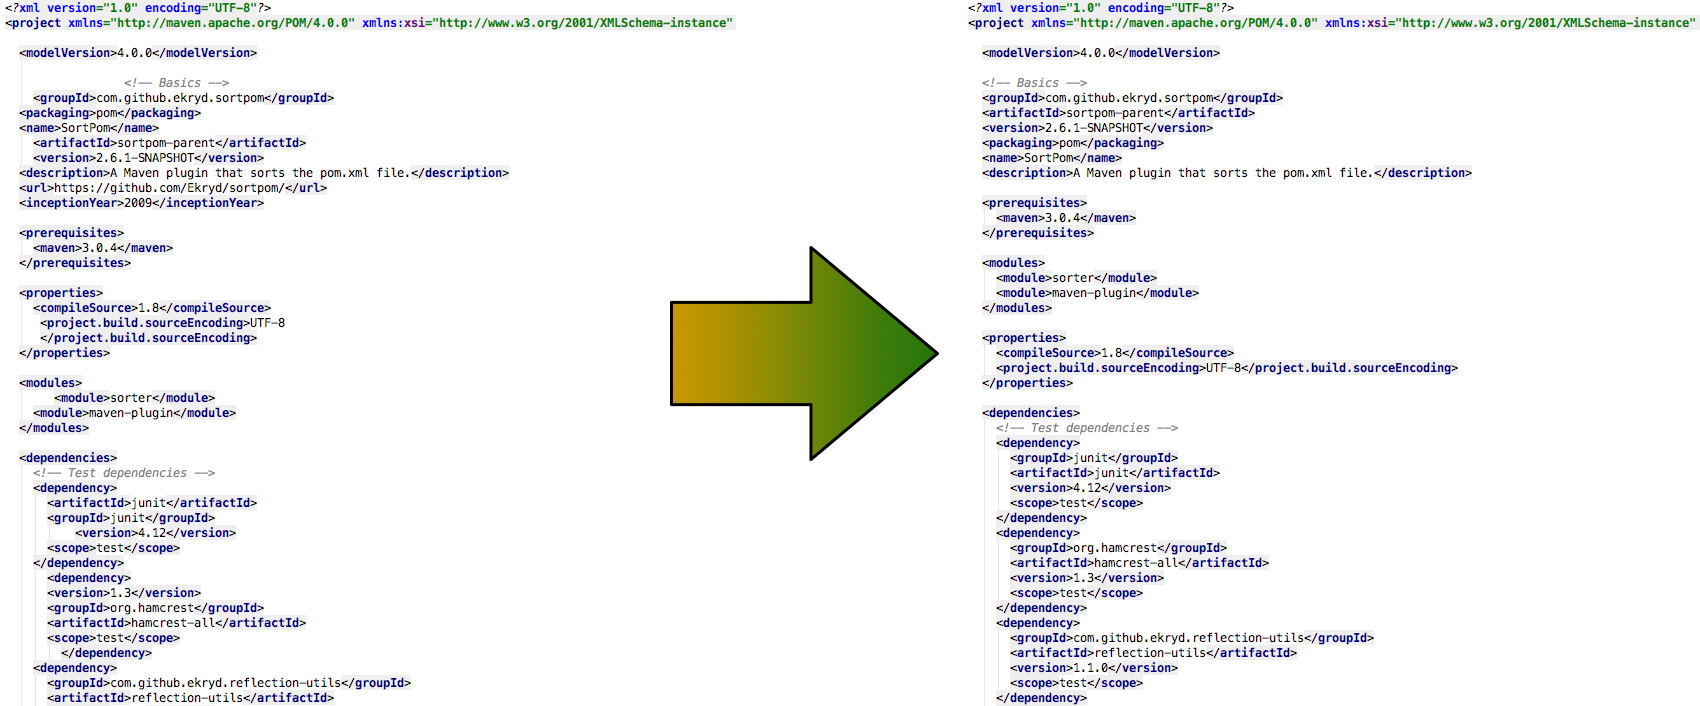 <?xml version="1.0" encoding="UTF-8"?>
<project xmlns="http://maven.apache.org/POM/4.0.0" xmlns:xsi="http://www.w3.org/2001/XMLSchema-instance"
<modelVersion>4.0.0</modelVersion>
<!-- Basics -->
<groupId>com.github.ekryd.sortpom</groupId>
<packaging>pom</packaging>
<name>SortPom</name>
<artifactId>sortpom-parent</artifactId>
<version>2.6.1-SNAPSHOT</version>
<description>A Maven plugin that sorts the pom.xml file.</description>
<url>https://github.com/Ekryd/sortpom/</url>
<inceptionYear>2009</inceptionYear>
<prerequisites>
<maven>3.0.4</maven>
</prerequisites>
<properties>
<compileSource>1.8</compileSource>
<project.build.sourceEncoding>UTF-8
</project.build.sourceEncoding>
</properties>
<modules>
<module>sorter</module>
<module>maven-plugin</module>
</modules>
<dependencies>
<!-- Test dependencies -->
<dependency>
<artifactId>junit</artifactId>
<groupId>junit</groupId>
<version>4.12</version>
<scope>test</scope>
</dependency>
<dependency>
<version>1.3</version>
<groupId>org.hamcrest</groupId>
<artifactId>hamcrest-all</artifactId>
<scope>test</scope>
</dependency>
<dependency>
<groupId>com.github.ekryd.reflection-utils</groupId>
<artifactId>reflection-utils</artifactId>
<?xml version="1.0" encoding="UTF-8"?>
<project xmlns="http://maven.apache.org/POM/4.0.0" xmlns:xsi="http://www.w3.org/2001/XMLSchema-instance"
<modelVersion>4.0.0</modelVersion>
<!-- Basics -->
<groupId>com.github.ekryd.sortpom</groupId>
<artifactId>sortpom-parent</artifactId>
<version>2.6.1-SNAPSHOT</version>
<packaging>pom</packaging>
<name>SortPom</name>
<description>A Maven plugin that sorts the pom.xml file.</description>
<prerequisites>
<maven>3.0.4</maven>
</prerequisites>
<modules>
<module>sorter</module>
<module>maven-plugin</module>
</modules>
<properties>
<compileSource>1.8</compileSource>
<project.build.sourceEncoding>UTF-8</project.build.sourceEncoding>
</properties>
<dependencies>
<!-- Test dependencies -->
<dependency>
<groupId>junit</groupId>
<artifactId>junit</artifactId>
<version>4.12</version>
<scope>test</scope>
</dependency>
<dependency>
<groupId>org.hamcrest</groupId>
<artifactId>hamcrest-all</artifactId>
<version>1.3</version>
<scope>test</scope>
</dependency>
<dependency>
<groupId>com.github.ekryd.reflection-utils</groupId>
<artifactId>reflection-utils</artifactId>
<version>1.1.0</version>
<scope>test</scope>
</dependency>